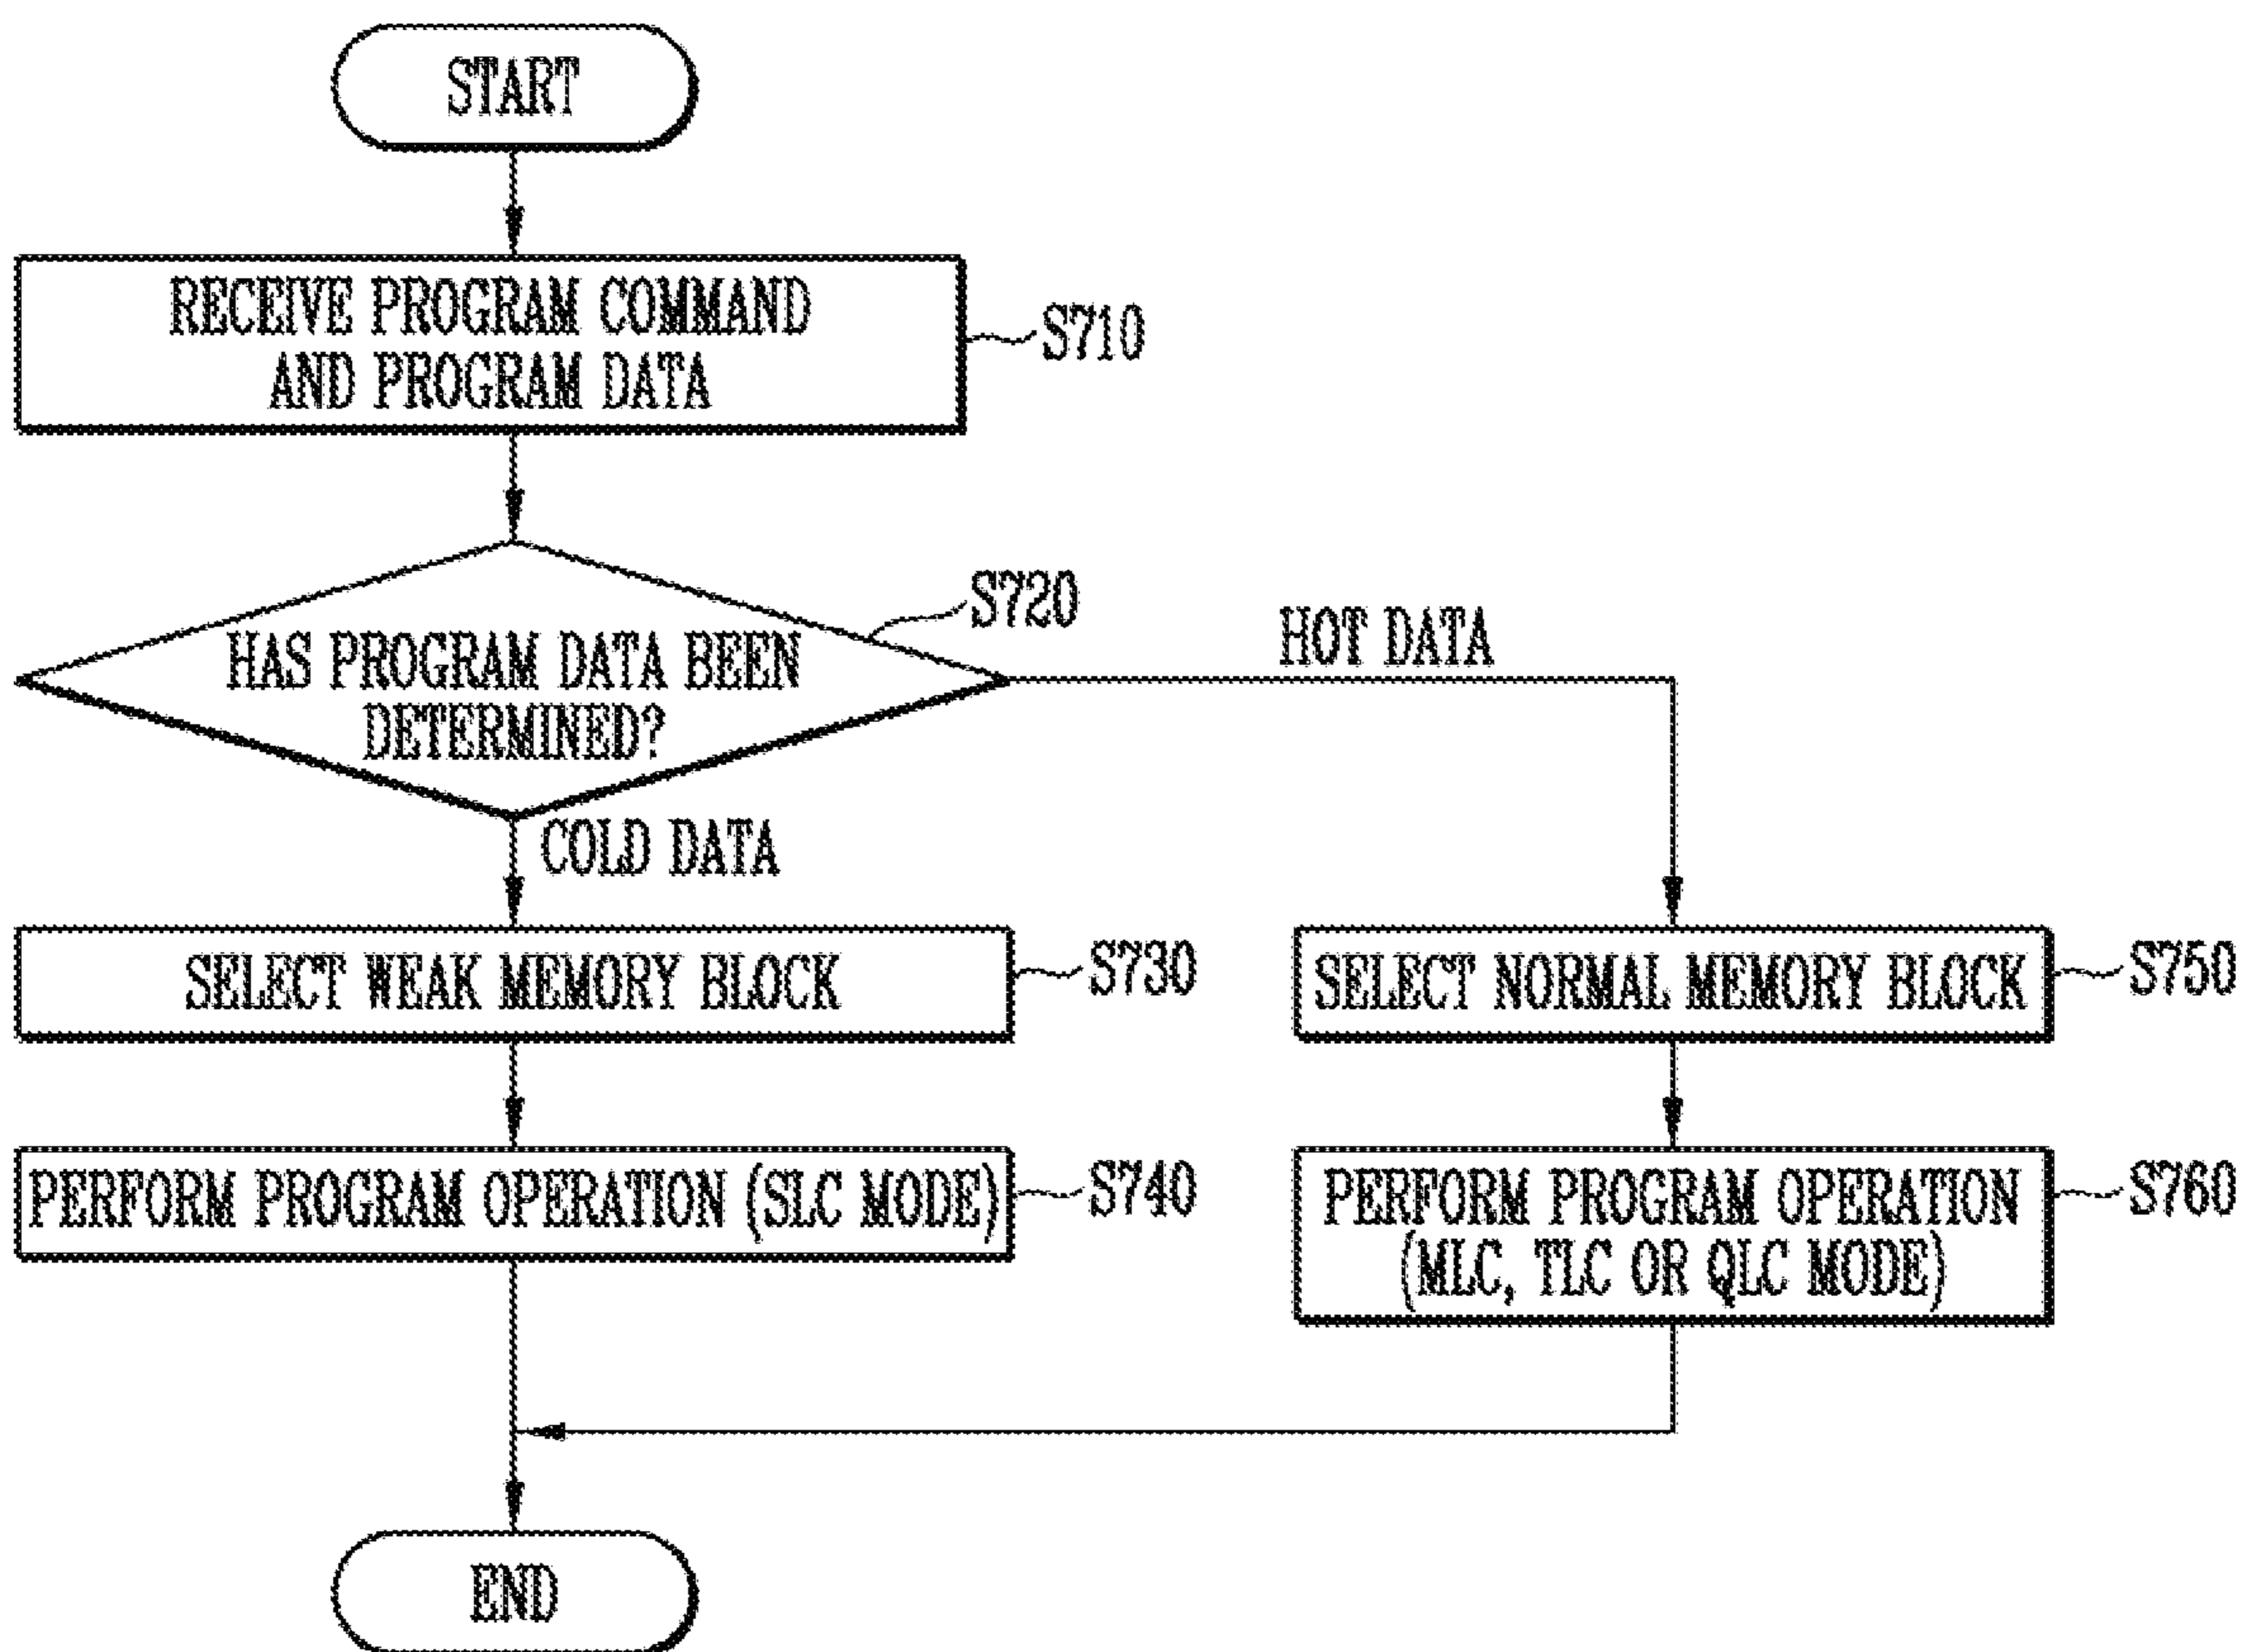 START
RECEIVE PROGRAM COMMAND
AND PROGRAM DATA
S710
S720
HAS PROGRAM DATA BEEN
DETERMINED?
HOT DATA
COLD DATA
SELECT WEAK MEMORY BLOCK
S730
SELECT NORMAL MEMORY BLOCK
S750
PERFORM PROGRAM OPERATION (SLC MODE)
S740
PERFORM PROGRAM OPERATION
(MLC, TLC OR QLC MODE)
S760
END